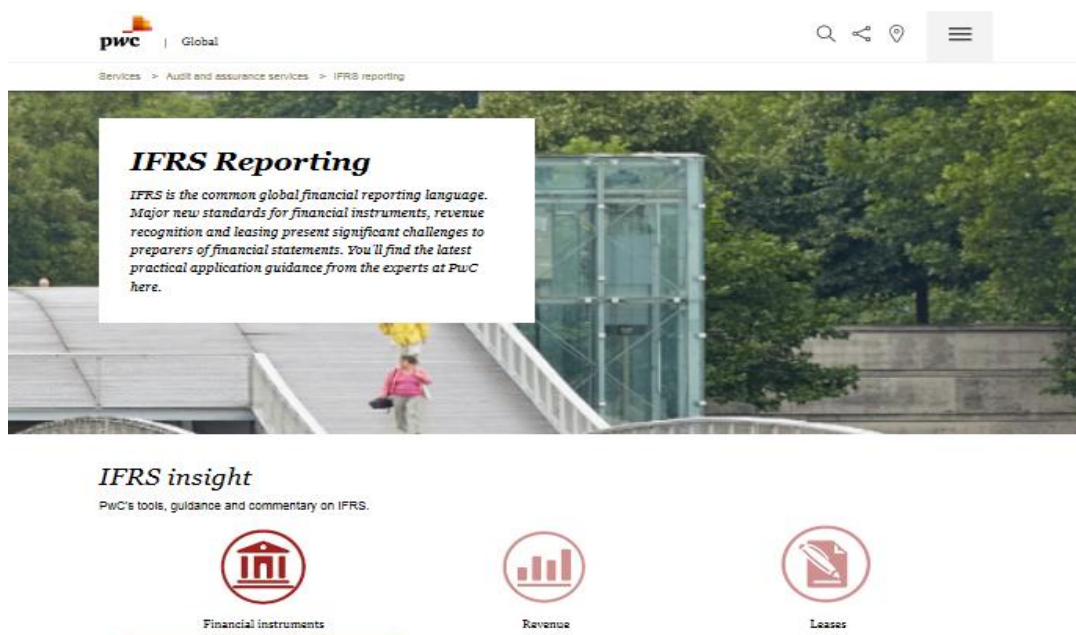 pwc | Global
Services > Audit and assurance services > IFRS reporting
IFRS Reporting
IFRS is the common global financial reporting language.
Major new standards for financial instruments, revenue
recognition and leasing present significant challenges to
preparers of financial statements. You'll find the latest
practical application guidance from the experts at PwC
here.
IFRS insight
PwC's tools, guidance and commentary on IFRS.
Financial instruments
Revenue
Leases